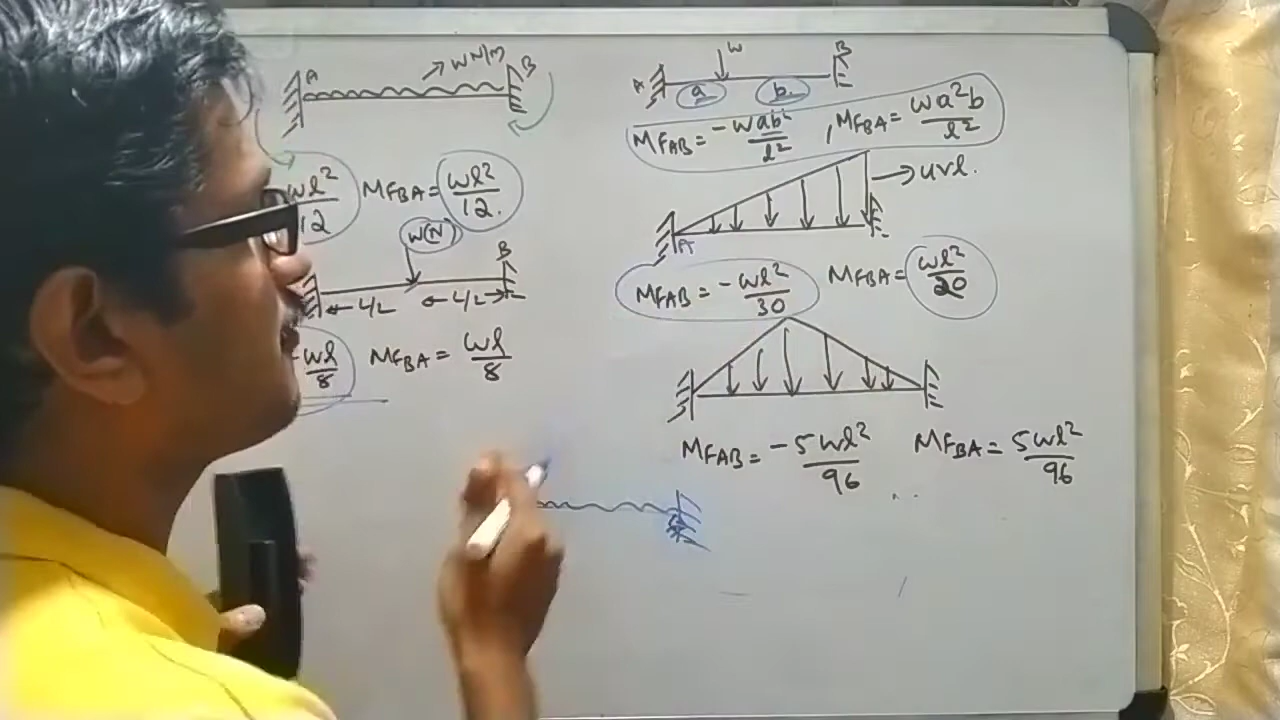 A W N/m B
wl²/12 MFBA = wl²/12.
W(N)
B
L/2 L/2
-wl/8 MFBA = wl/8
W B
A a b.
MFAB = -wab²/l² , MFBA = wa²b/l²
→ uvl.
A
MFAB = -wl²/30 MFBA = wl²/20
MFAB = -5wl²/96 MFBA = 5wl²/96